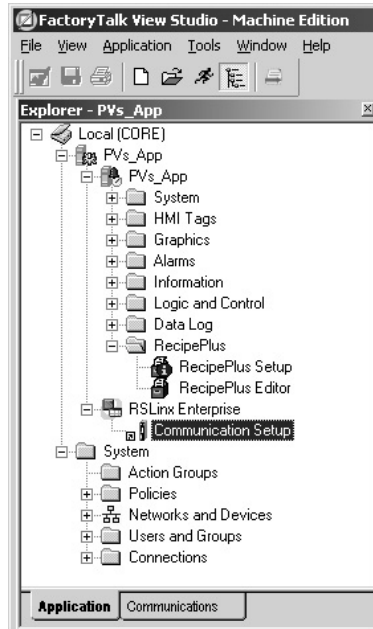 FactoryTalk View Studio - Machine Edition
File View Application Tools Window Help
Explorer - PVs_App
Local (CORE)
PVs_App
PVs_App
System
HMI Tags
Graphics
Alarms
Information
Logic and Control
Data Log
RecipePlus
RecipePlus Setup
RecipePlus Editor
RSLinx Enterprise
Communication Setup
System
Action Groups
Policies
Networks and Devices
Users and Groups
Connections
Application Communications